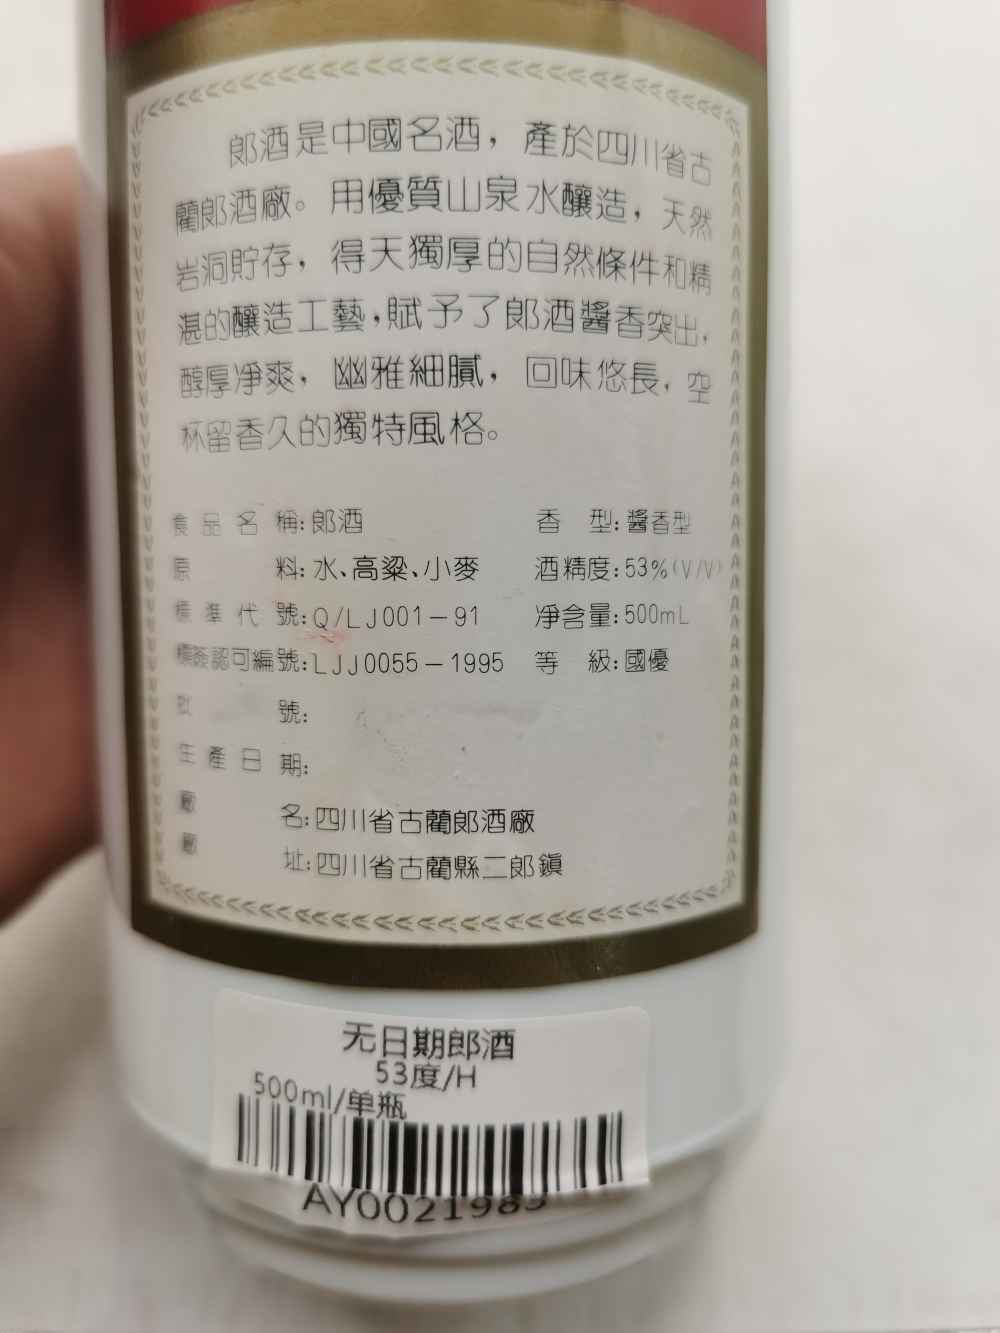 郎酒是中國名酒，產於四川省古
藺郎酒廠。用優質山泉水釀造，天然
岩洞貯存，得天獨厚的自然條件和精
湛的釀造工藝，賦予了郎酒醬香突出，
醇厚凈爽，幽雅細膩，回味悠長，空
杯留香久的獨特風格。
食品名稱:郎酒 香型:醬香型
原料:水、高粱、小麥 酒精度:53%(V/V)
標準代號:Q/LJ001-91 凈含量:500mL
標簽認可編號:LJJ0055-1995 等級:國優
批號:
生產日期:
廠名:四川省古藺郎酒廠
廠址:四川省古藺縣二郎鎮
无日期郎酒
53度/H
500ml/单瓶
AY0021983